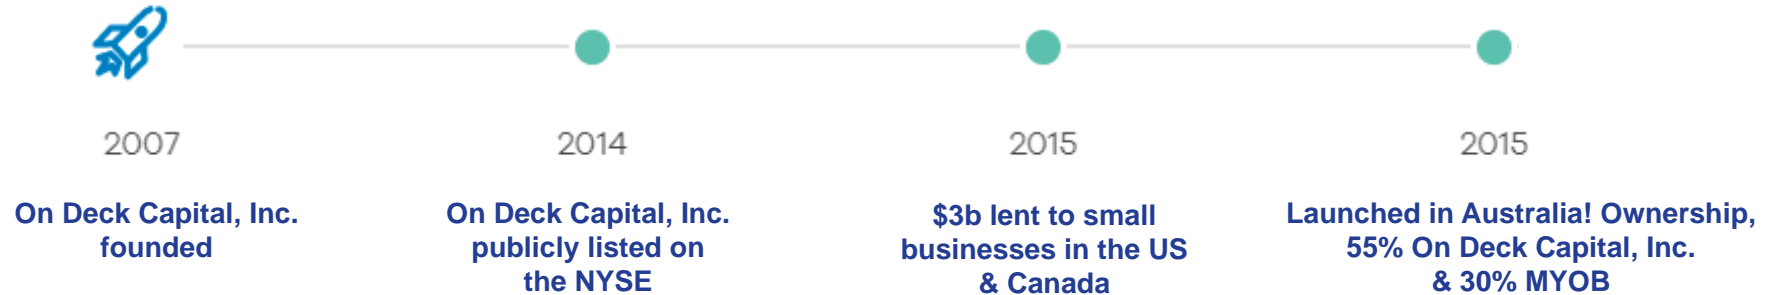 2007
On Deck Capital, Inc.
founded
2014
On Deck Capital, Inc.
publicly listed on
the NYSE
2015
$3b lent to small
businesses in the US
& Canada
2015
Launched in Australia! Ownership,
55% On Deck Capital, Inc.
& 30% MYOB